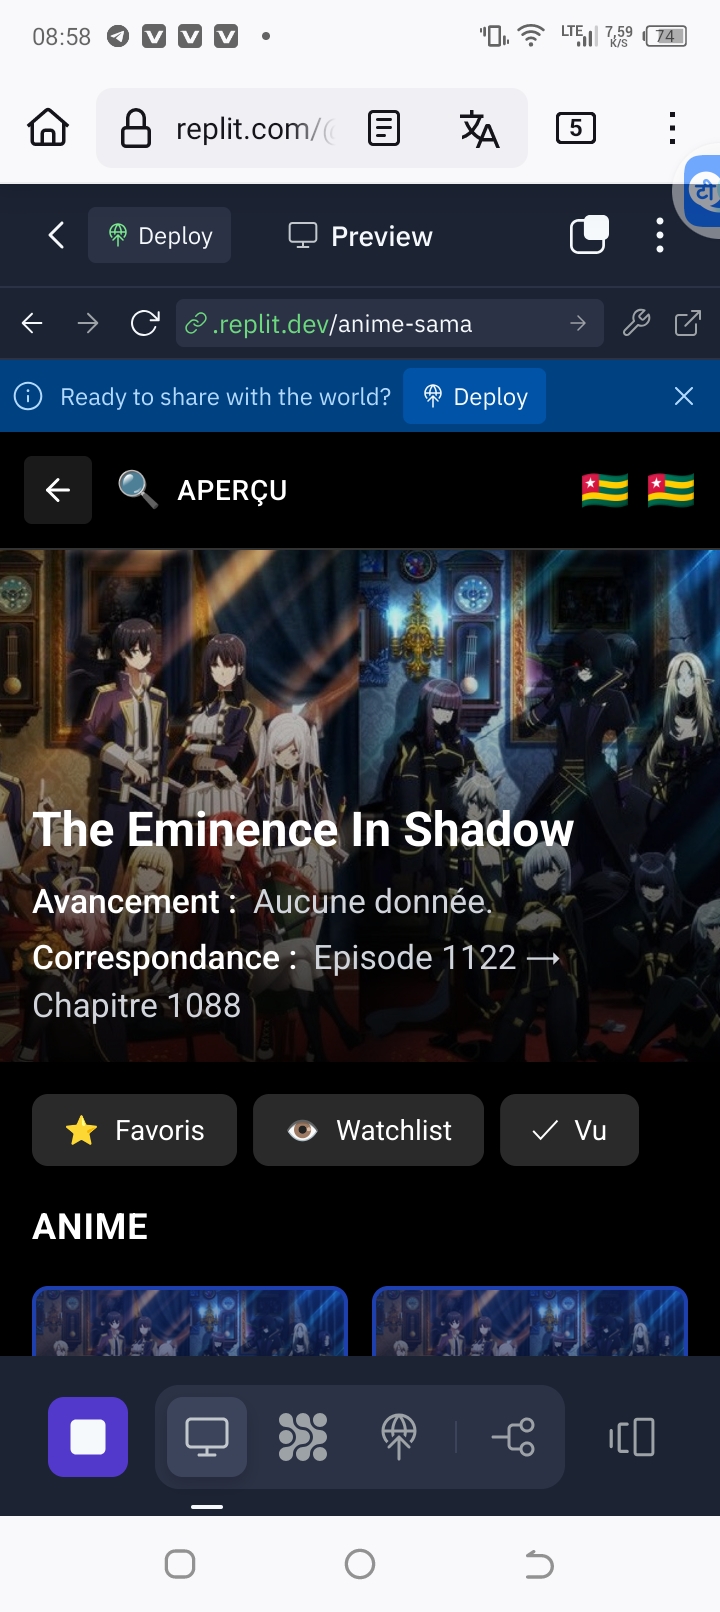 08:58
LTE 7,59 K/S 74
replit.com/
5
टी
Deploy
Preview
.replit.dev/anime-sama
Ready to share with the world?
Deploy
APERÇU
The Eminence In Shadow
Avancement : Aucune donnée.
Correspondance : Episode 1122 →
Chapitre 1088
Favoris
Watchlist
Vu
ANIME